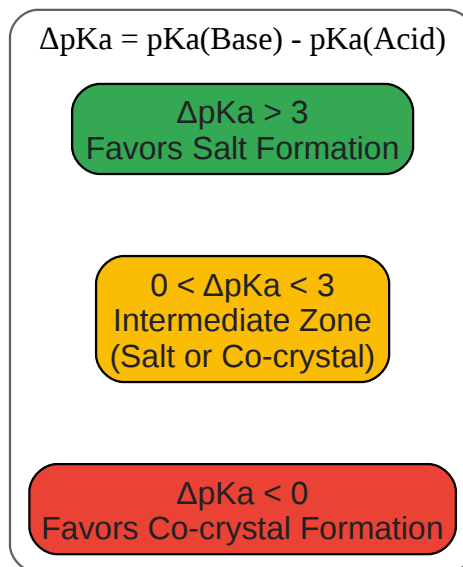 ΔpKa = pKa(Base) - pKa(Acid)
ΔpKa > 3
Favors Salt Formation
0 < ΔpKa < 3
Intermediate Zone
(Salt or Co-crystal)
ΔpKa < 0
Favors Co-crystal Formation